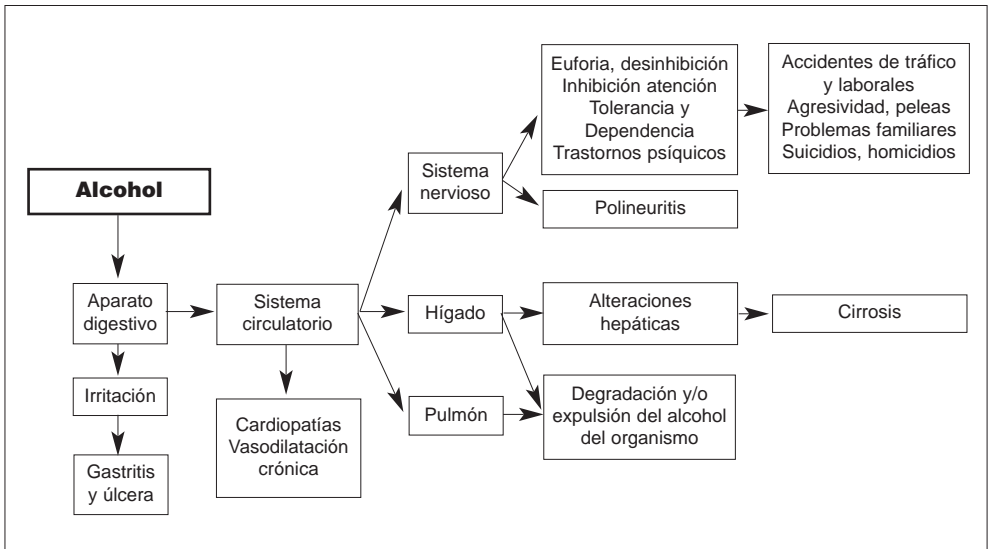 Alcohol
Aparato
digestivo
Irritación
Gastritis
y úlcera
Sistema
circulatorio
Cardiopatías
Vasodilatación
crónica
Sistema
nervioso
Euforia, desinhibición
Inhibición atención
Tolerancia y
Dependencia
Trastornos psíquicos
Accidentes de tráfico
y laborales
Agresividad, peleas
Problemas familiares
Suicidios, homicidios
Polineuritis
Hígado
Alteraciones
hepáticas
Cirrosis
Pulmón
Degradación y/o
expulsión del alcohol
del organismo